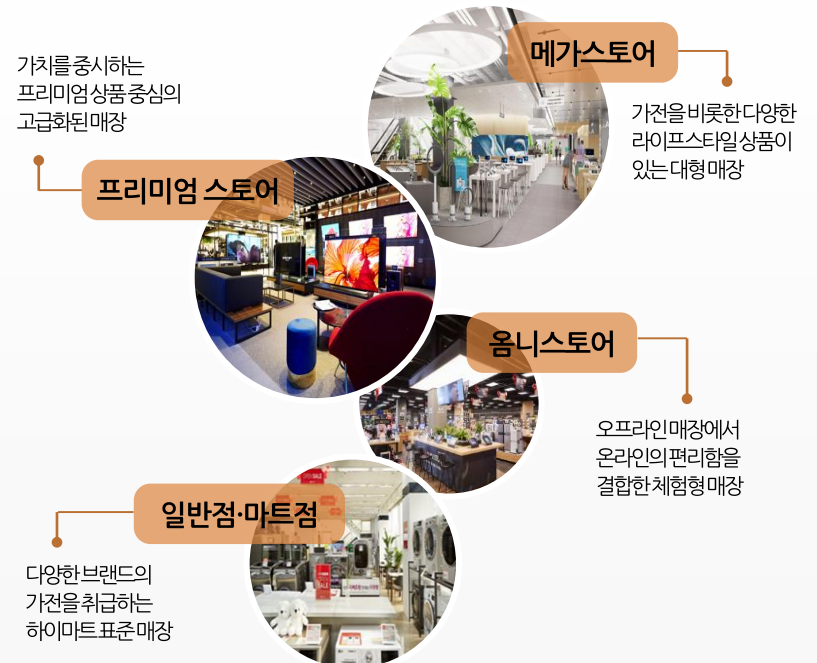 메가스토어
가전을 비롯한 다양한
라이프스타일 상품이
있는 대형 매장
가치를 중시하는
프리미엄 상품 중심의
고급화된 매장
프리미엄 스토어
옴니스토어
오프라인 매장에서
온라인의 편리함을
결합한 체험형 매장
일반점·마트점
다양한 브랜드의
가전을 취급하는
하이마트 표준 매장